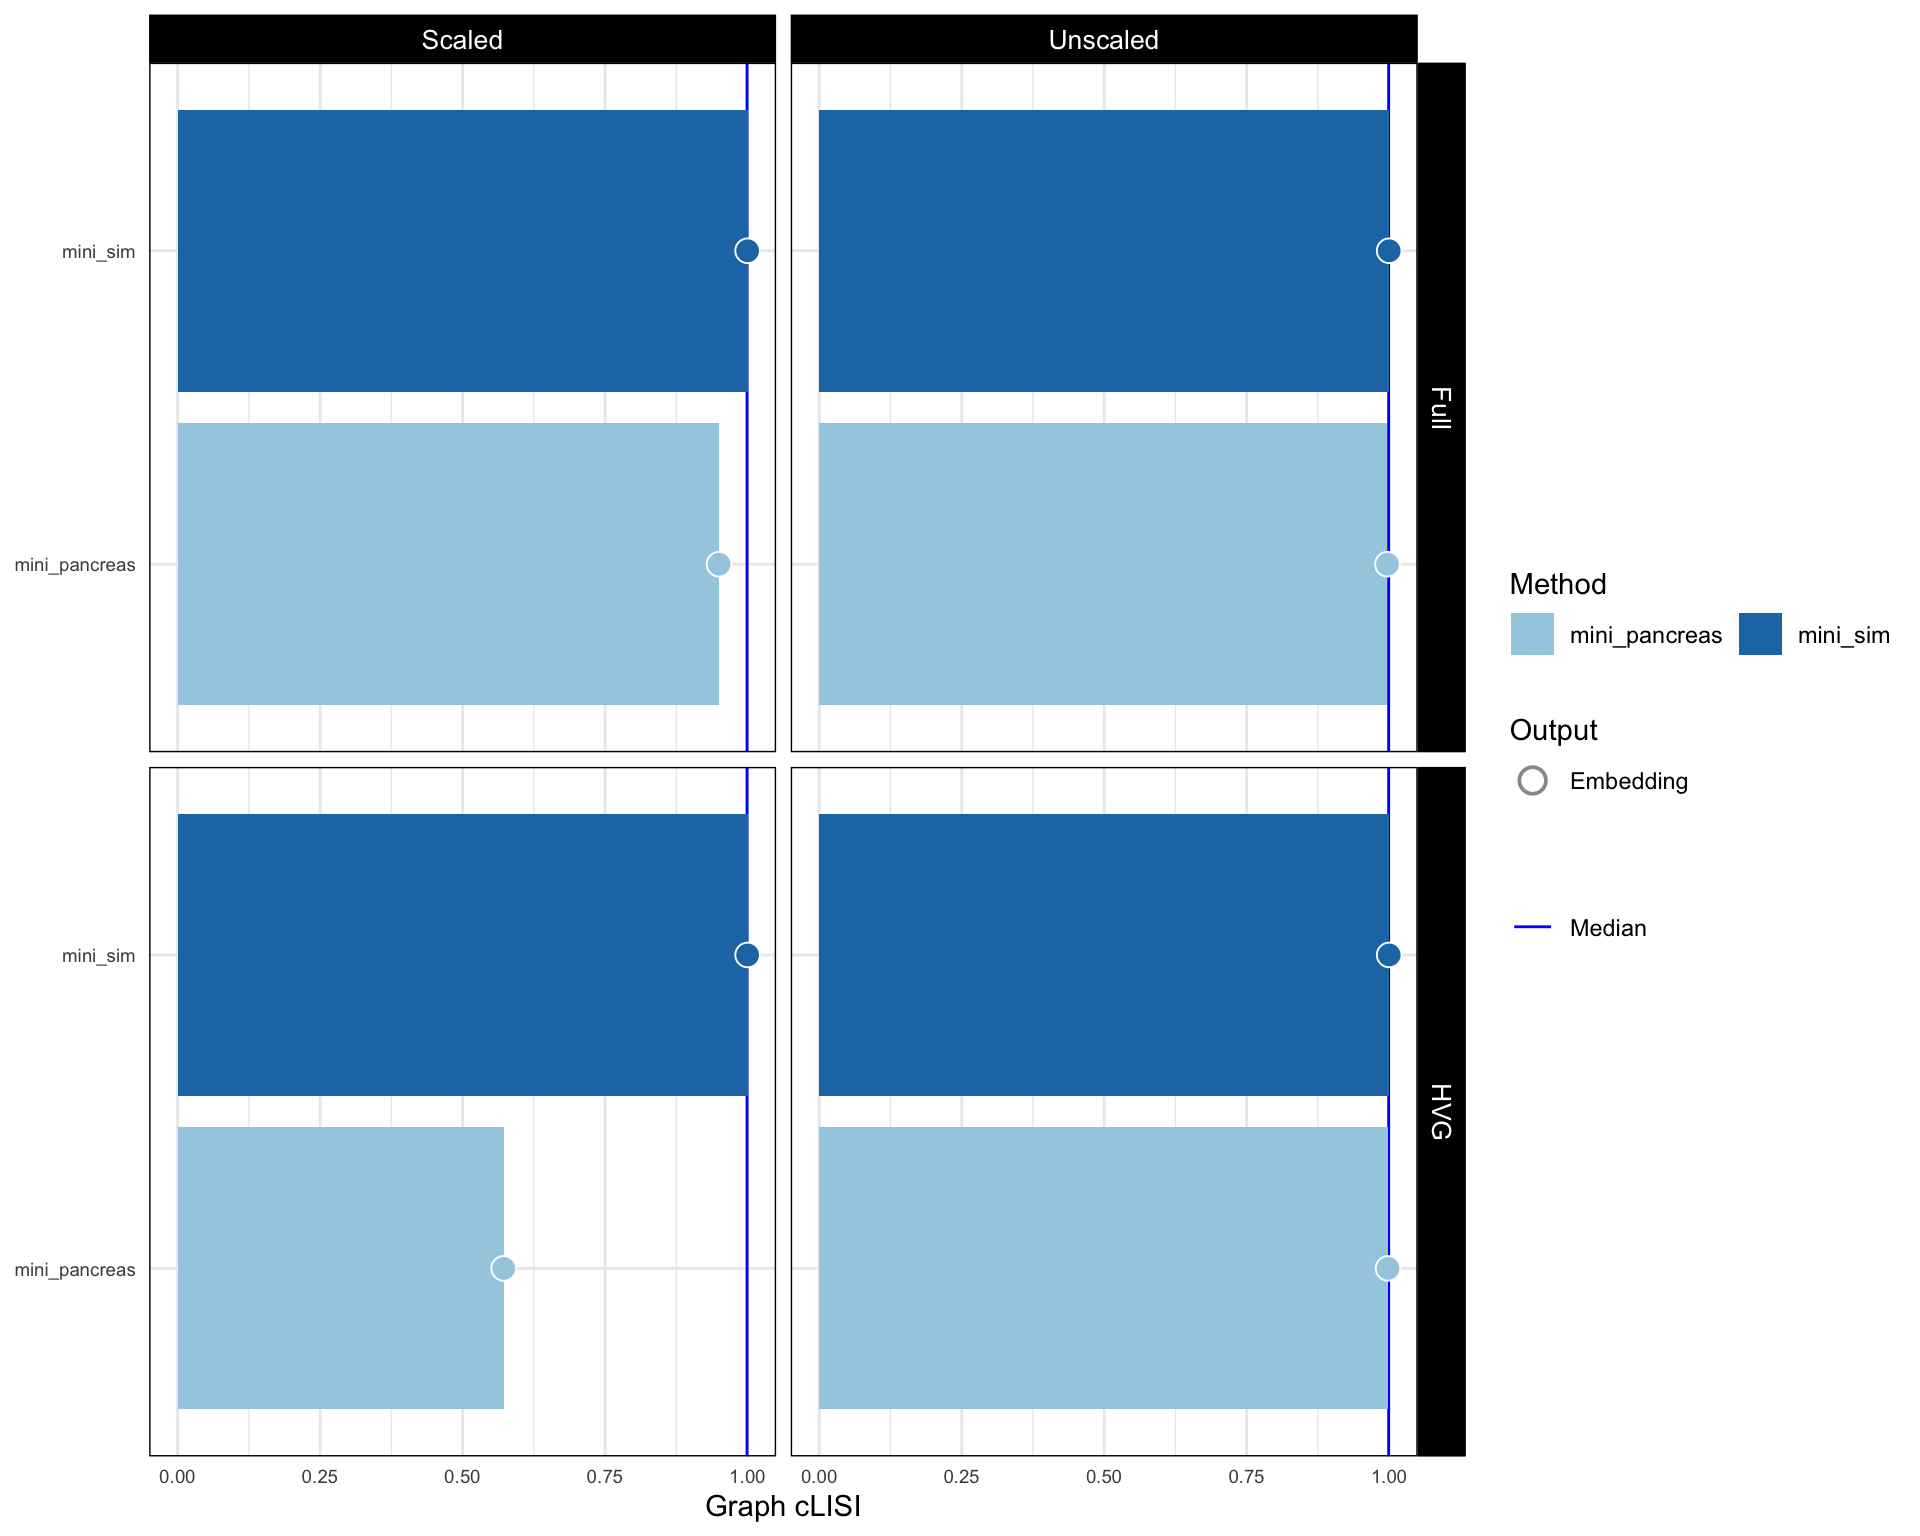 Scaled
Unscaled
mini_sim
mini_pancreas
Full
mini_sim
mini_pancreas
HVG
0.00 0.25 0.50 0.75 1.00
0.00 0.25 0.50 0.75 1.00
Graph cLISI
Method
mini_pancreas mini_sim
Output
Embedding
Median